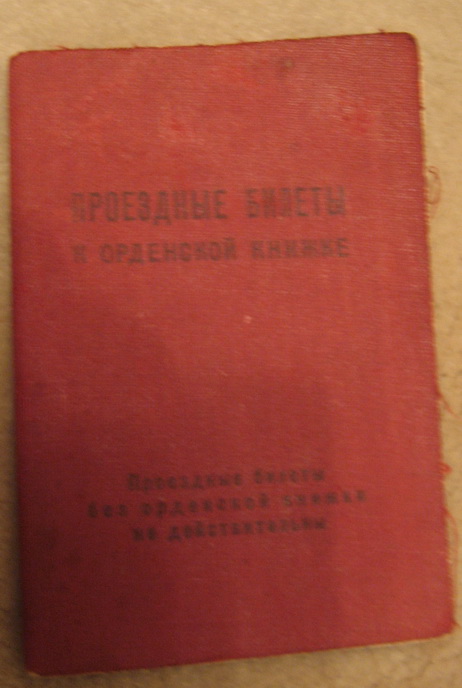 ПРОЕЗДНЫЕ БИЛЕТЫ
К ОРДЕНСКОЙ КНИЖКЕ
Проездные билеты
без орденской книжки
не действительны